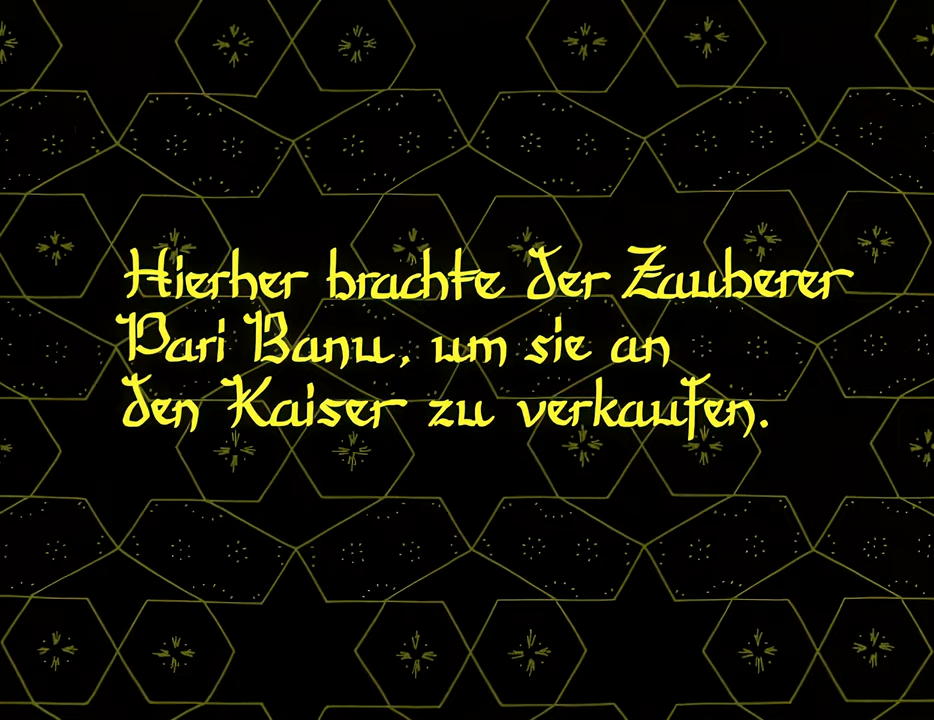 Hierher brachte der Zauberer
Pari Banu, um sie an
den Kaiser zu verkaufen.